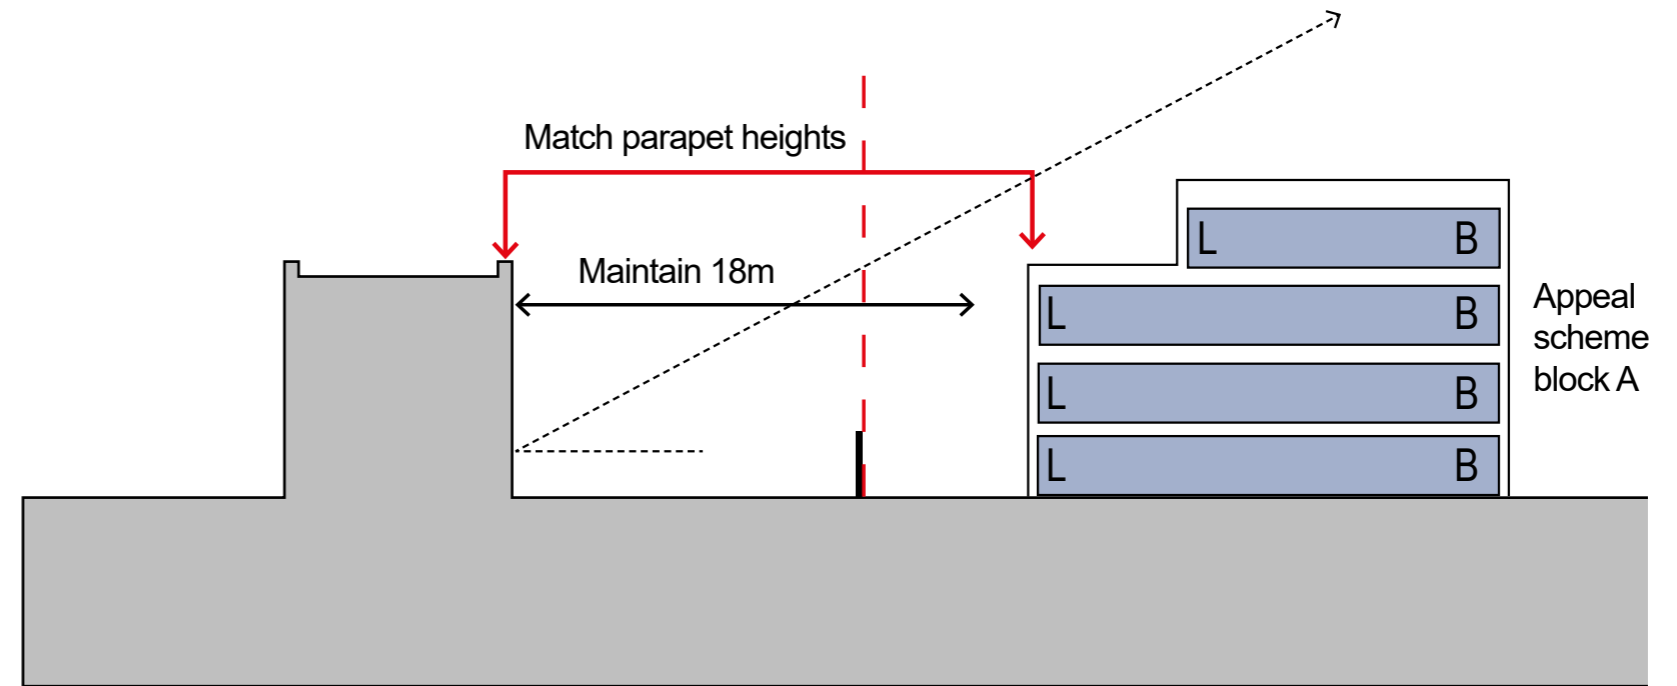 Match parapet heights
Maintain 18m
L B
L B
L B
L B
Appeal
scheme
block A